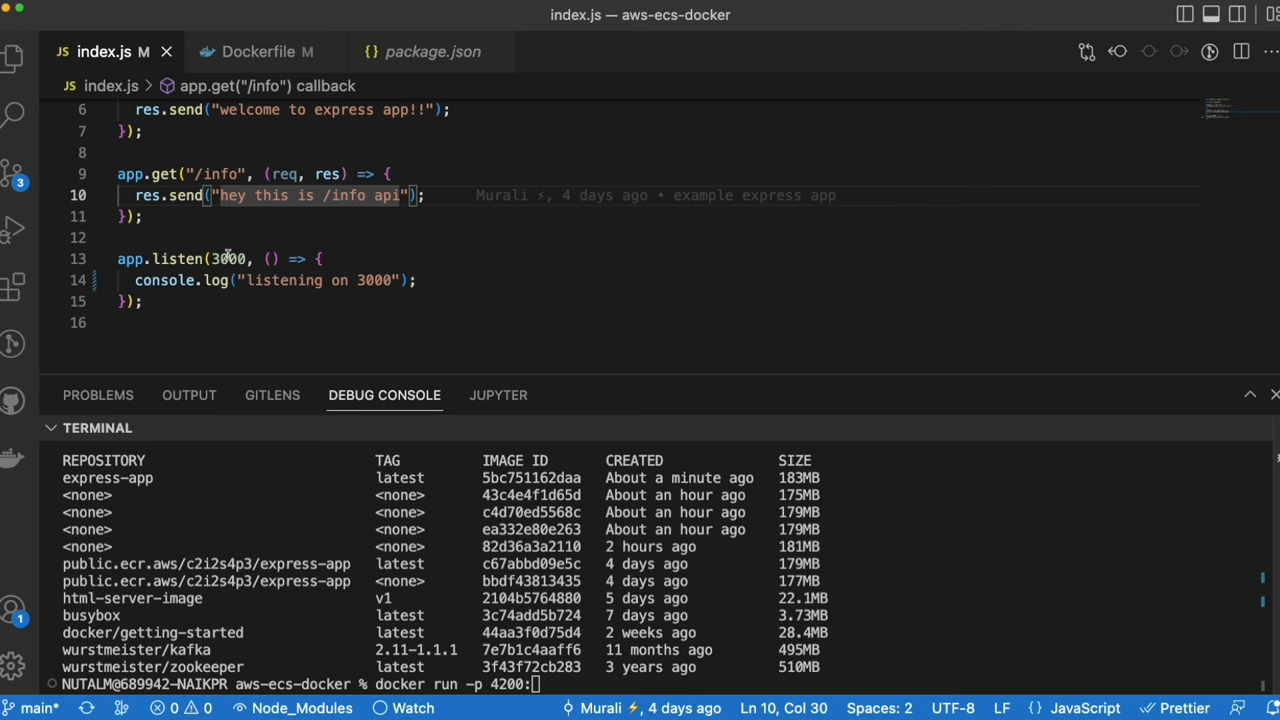 index.js — aws-ecs-docker
JS index.js M Dockerfile M {} package.json
JS index.js > app.get("/info") callback
6 res.send("welcome to express app!!");
7 });
8
9 app.get("/info", (req, res) => {
10 res.send("hey this is /info api"); Murali ⚡, 4 days ago • example express app
11 });
12
13 app.listen(3000, () => {
14 console.log("listening on 3000");
15 });
16
3
PROBLEMS OUTPUT GITLENS DEBUG CONSOLE JUPYTER
TERMINAL
REPOSITORY TAG IMAGE ID CREATED SIZE
express-app latest 5bc751162daa About a minute ago 183MB
<none> <none> 43c4e4f1d65d About an hour ago 175MB
<none> <none> c4d70ed5568c About an hour ago 179MB
<none> <none> ea332e80e263 About an hour ago 179MB
<none> <none> 82d36a3a2110 2 hours ago 181MB
public.ecr.aws/c2i2s4p3/express-app latest c67abbd09e5c 4 days ago 179MB
public.ecr.aws/c2i2s4p3/express-app <none> bbdf43813435 4 days ago 177MB
html-server-image v1 2104b5764880 5 days ago 22.1MB
busybox latest 3c74add5b724 7 days ago 3.73MB
docker/getting-started latest 44aa3f0d75d4 2 weeks ago 28.4MB
wurstmeister/kafka 2.11-1.1.1 7e7b1c4aaff6 11 months ago 495MB
wurstmeister/zookeeper latest 3f43f72cb283 3 years ago 510MB
NUTALM@689942-NAIKPR aws-ecs-docker % docker run -p 4200:
1
main* 0 0 Node_Modules Watch Murali ⚡, 4 days ago Ln 10, Col 30 Spaces: 2 UTF-8 LF {} JavaScript Prettier